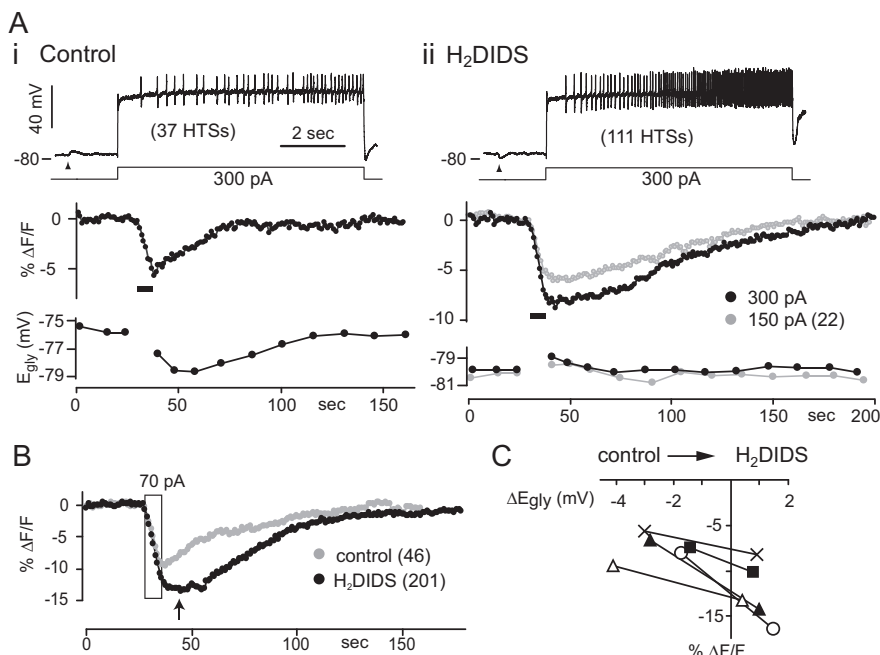 A
i Control
ii H₂DIDS
40 mV
(37 HTSs)
2 sec
-80
300 pA
(111 HTSs)
-80
300 pA
% ΔF/F
0
-5
0
-5
-10
300 pA
150 pA (22)
E_gly (mV)
-75
-77
-79
-79
-81
0 50 100 sec 150
0 50 100 150 sec 200
B
70 pA
% ΔF/F
0
-5
-10
-15
control (46)
H₂DIDS (201)
0 50 100 sec 150
C
control H₂DIDS
ΔEgly (mV)
-4 -2 2
-5
-15
% ΔF/F